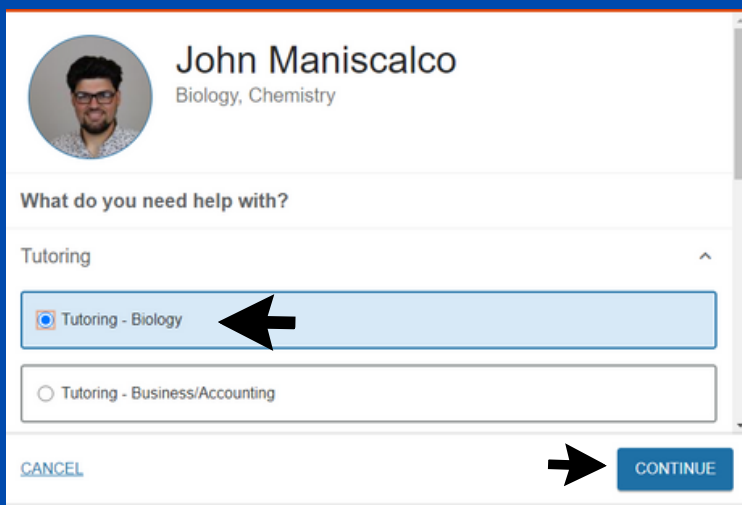 John Maniscalco
Biology, Chemistry
What do you need help with?
Tutoring
Tutoring - Biology
Tutoring - Business/Accounting
CANCEL
CONTINUE